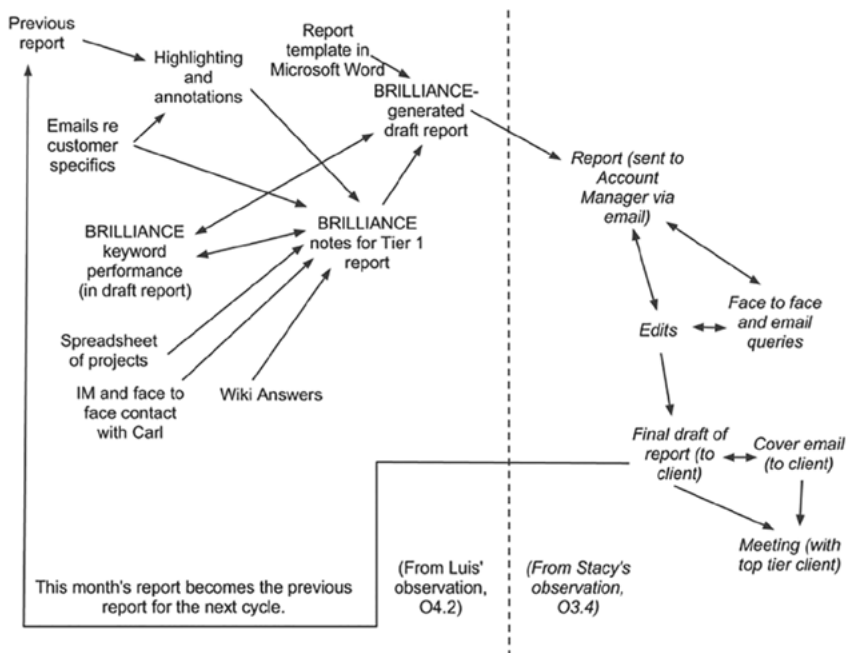 Previous
report
Highlighting
and
annotations
Report
template in
Microsoft Word
BRILLIANCE-
generated
draft report
Emails re
customer
specifics
BRILLIANCE
keyword
performance
(in draft report)
BRILLIANCE
notes for Tier 1
report
Spreadsheet
of projects
IM and face to
face contact
with Carl
Wiki Answers
Report (sent to
Account
Manager via
email)
Edits
Face to face
and email
queries
Final draft of
report (to
client)
Cover email
(to client)
Meeting (with
top tier client)
This month's report becomes the previous
report for the next cycle.
(From Luis'
observation,
O4.2)
(From Stacy's
observation,
O3.4)